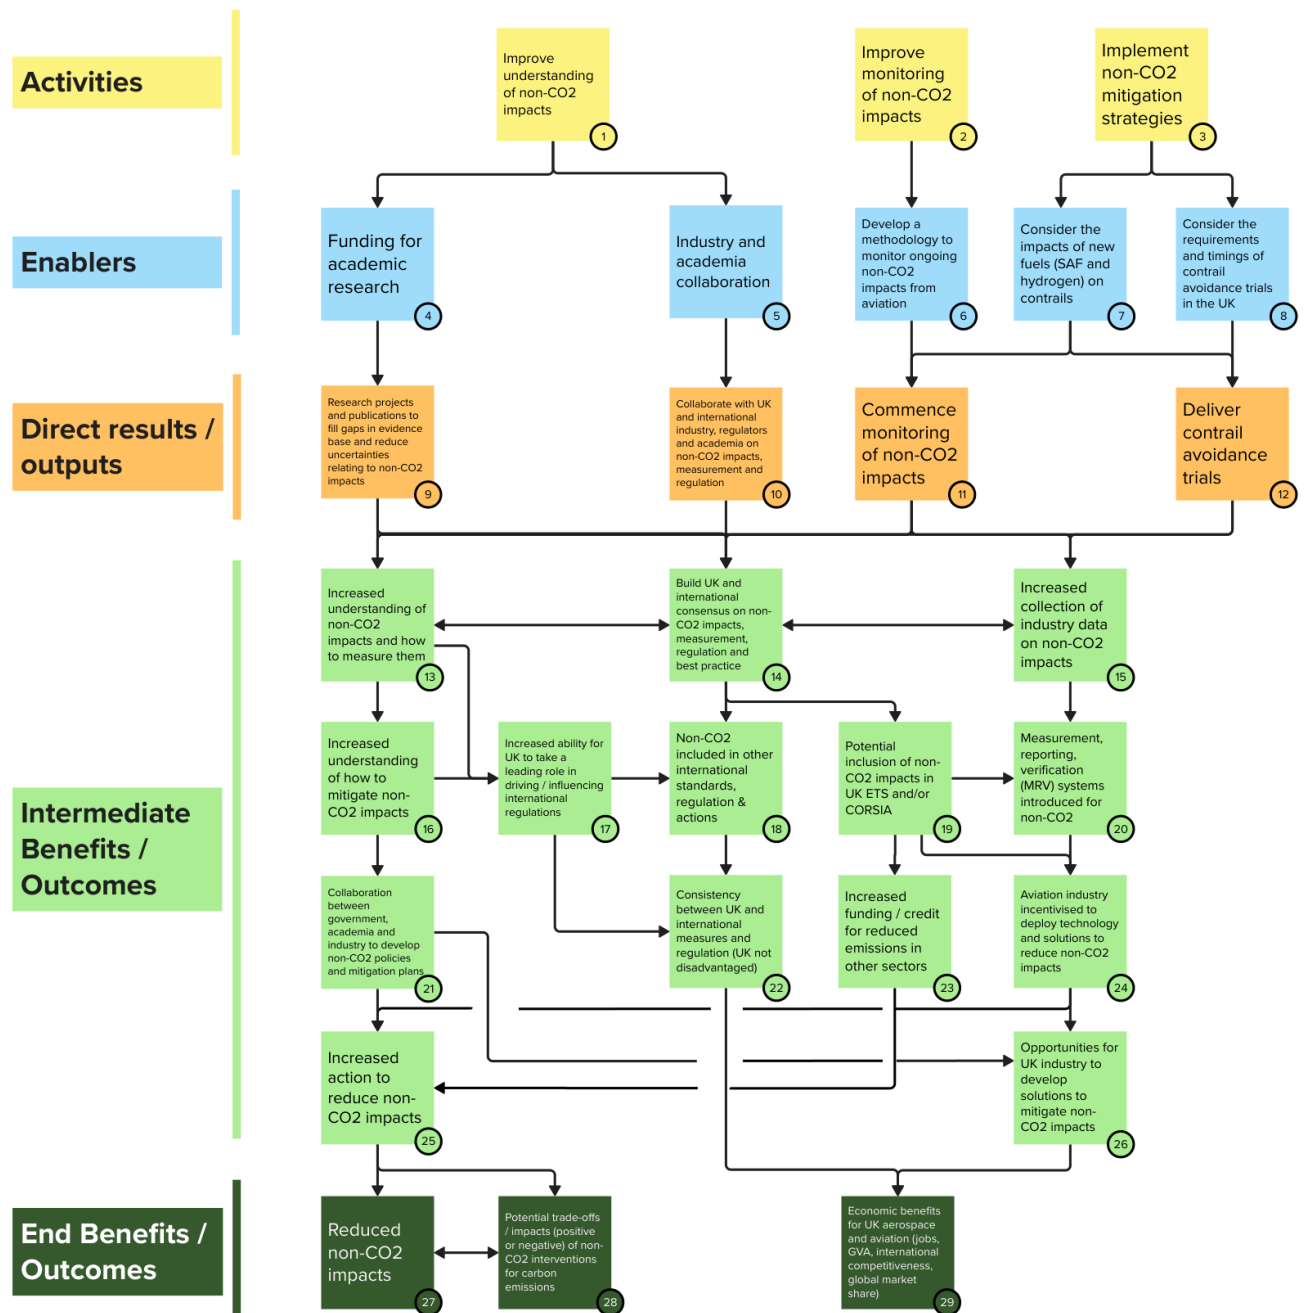 Activities
Improve
understanding
of non-CO2
impacts
1
Improve
monitoring
of non-CO2
impacts
2
Implement
non-CO2
mitigation
strategies
3
Enablers
Funding for
academic
research
4
Industry and
academia
collaboration
5
Develop a
methodology to
monitor ongoing
non-CO2
impacts from
aviation
6
Consider the
impacts of new
fuels (SAF and
hydrogen) on
contrails
7
Consider the
requirements
and timings of
contrail
avoidance trials
in the UK
8
Direct results /
outputs
Research projects
and publications to
fill gaps in evidence
base and reduce
uncertainties
relating to non-CO2
impacts
9
Collaborate with UK
and international
industry, regulators
and academia on
non-CO2 impacts,
measurement and
regulation
10
Commence
monitoring
of non-CO2
impacts
11
Deliver
contrail
avoidance
trials
12
Intermediate
Benefits /
Outcomes
Increased
understanding of
non-CO2
impacts and how
to measure them
13
Build UK and
international
consensus on non-
CO2 impacts,
measurement,
regulation and
best practice
14
Increased
collection of
industry data
on non-CO2
impacts
15
Increased
understanding
of how to
mitigate non-
CO2 impacts
16
Increased ability for
UK to take a
leading role in
driving / influencing
international
regulations
17
Non-CO2
included in other
international
standards,
regulation &
actions
18
Potential
inclusion of non-
CO2 impacts in
UK ETS and/or
CORSIA
19
Measurement,
reporting,
verification
(MRV) systems
introduced for
non-CO2
20
Collaboration
between
government,
academia and
industry to develop
non-CO2 policies
and mitigation plans
21
Consistency
between UK and
international
measures and
regulation (UK not
disadvantaged)
22
Increased
funding / credit
for reduced
emissions in
other sectors
23
Aviation industry
incentivised to
deploy technology
and solutions to
reduce non-CO2
impacts
24
Increased
action to
reduce non-
CO2 impacts
25
Opportunities for
UK industry to
develop
solutions to
mitigate non-
CO2 impacts
26
End Benefits /
Outcomes
Reduced
non-CO2
impacts
27
Potential trade-offs
/ impacts (positive
or negative) of non-
CO2 interventions
for carbon
emissions
28
Economic benefits
for UK aerospace
and aviation (jobs,
GVA, international
competitiveness,
global market
share)
29